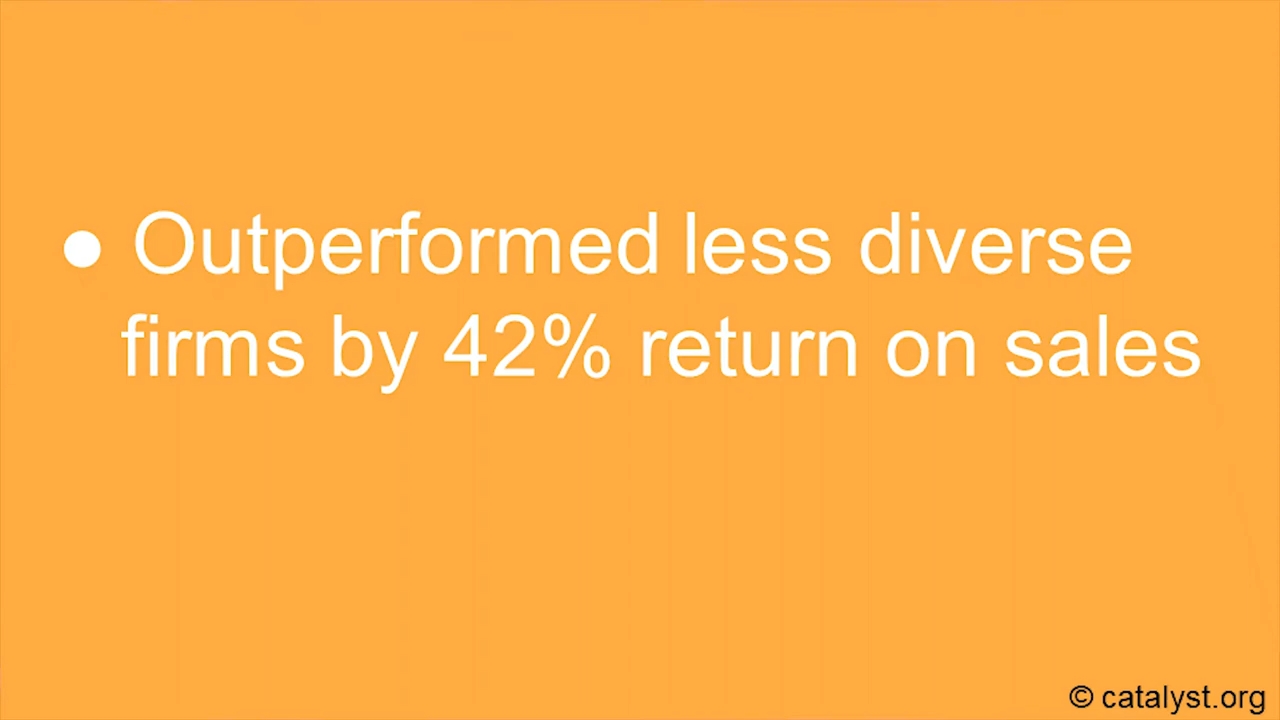 ● Outperformed less diverse
firms by 42% return on sales
© catalyst.org